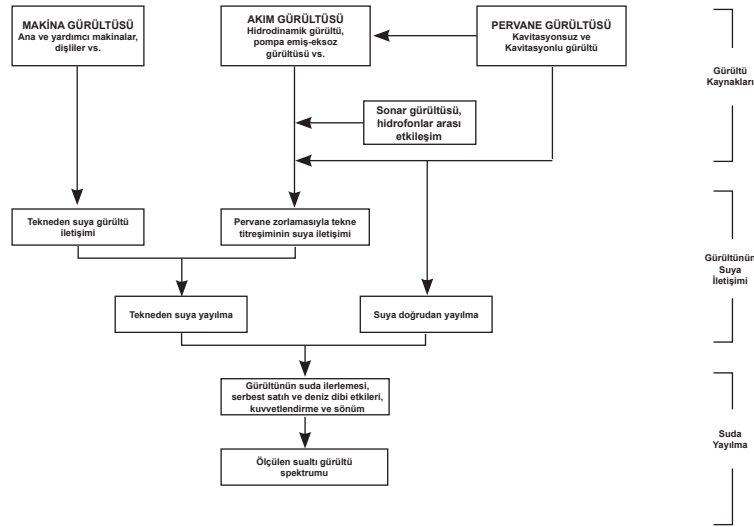 MAKİNA GÜRÜLTÜSÜ
Ana ve yardımcı makinalar,
dişliler vs.
AKIM GÜRÜLTÜSÜ
Hidrodinamik gürültü,
pompa emiş-eksoz
gürültüsü vs.
PERVANE GÜRÜLTÜSÜ
Kavitasyonsuz ve
Kavitasyonlu gürültü
Gürültü
Kaynakları
Sonar gürültüsü,
hidrofonlar arası
etkileşim
Tekneden suya gürültü
iletişimi
Pervane zorlamasıyla tekne
titreşiminin suya iletişimi
Gürültünün
Suya
İletişimi
Tekneden suya yayılma
Suya doğrudan yayılma
Gürültünün suda ilerlemesi,
serbest satıh ve deniz dibi etkileri,
kuvvetlendirme ve sönüm
Suda
Yayılma
Ölçülen sualtı gürültü
spektrumu